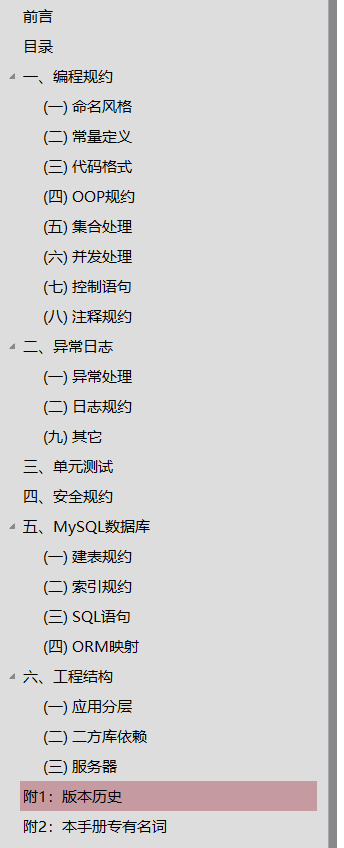 前言
目录
一、编程规约
(一) 命名风格
(二) 常量定义
(三) 代码格式
(四) OOP规约
(五) 集合处理
(六) 并发处理
(七) 控制语句
(八) 注释规约
二、异常日志
(一) 异常处理
(二) 日志规约
(九) 其它
三、单元测试
四、安全规约
五、MySQL数据库
(一) 建表规约
(二) 索引规约
(三) SQL语句
(四) ORM映射
六、工程结构
(一) 应用分层
(二) 二方库依赖
(三) 服务器
附1：版本历史
附2：本手册专有名词